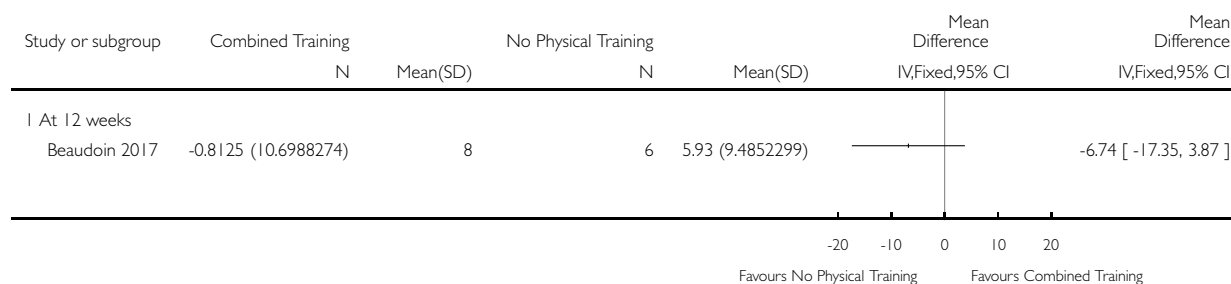 Study or subgroup Combined Training No Physical Training Mean Difference Mean Difference
N Mean(SD) N Mean(SD) IV,Fixed,95% CI IV,Fixed,95% CI
1 At 12 weeks
Beaudoin 2017 -0.8125 (10.6988274) 8 6 5.93 (9.4852299) -6.74 [ -17.35, 3.87 ]
-20 -10 0 10 20
Favours No Physical Training Favours Combined Training